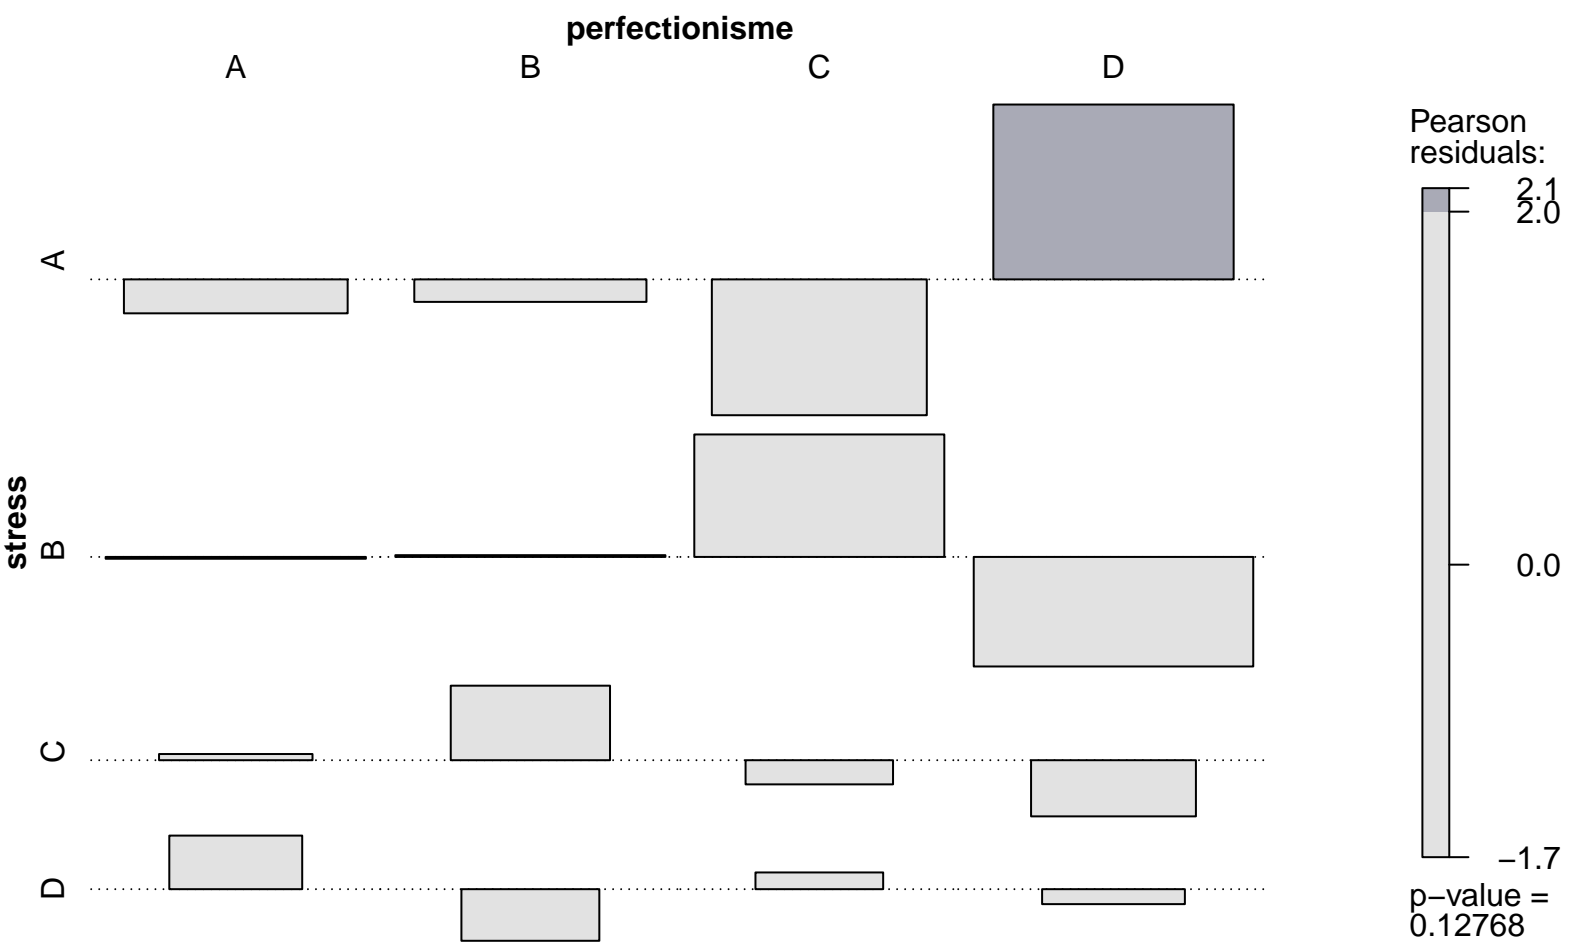 perfectionisme
A B C D
stress
A
B
C
D
Pearson
residuals:
2.1
2.0
0.0
−1.7
p−value =
0.12768